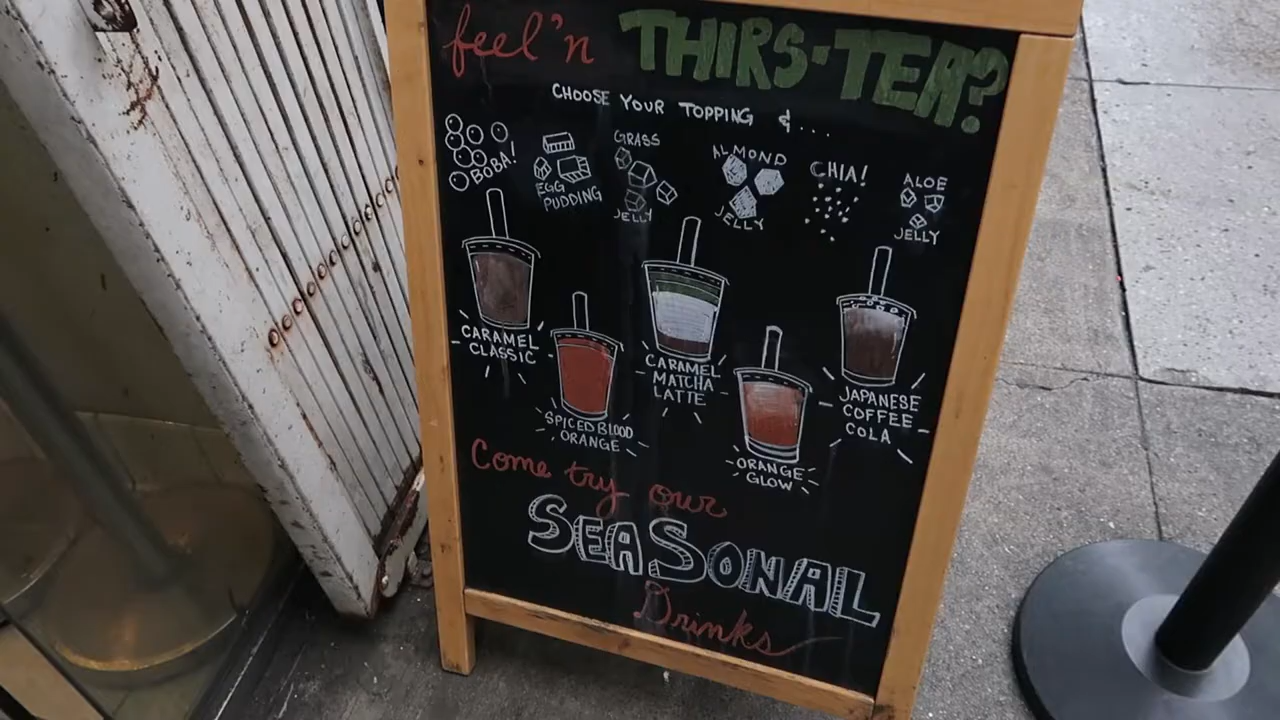 feel'n THIRS-TEA?
CHOOSE YOUR TOPPING & ....
BOBA!
EGG
PUDDING
GRASS
JELLY
ALMOND
JELLY
CHIA!
ALOE
JELLY
CARAMEL
CLASSIC
SPICED BLOOD
ORANGE
CARAMEL
MATCHA
LATTE
ORANGE
GLOW
JAPANESE
COFFEE
COLA
Come try our
SEASONAL
Drinks